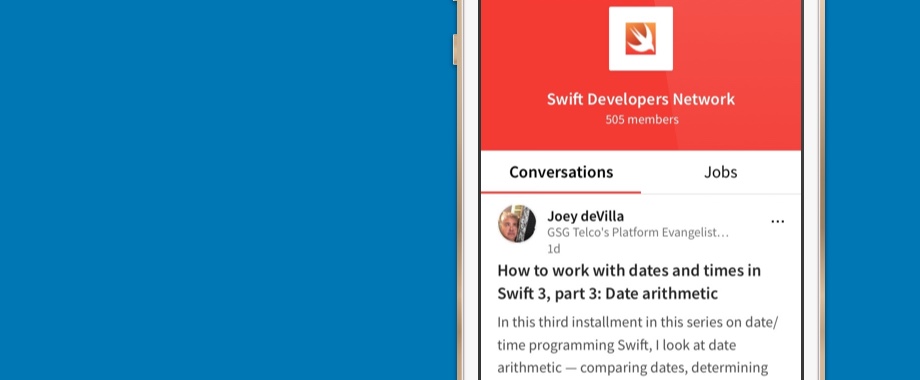 Swift Developers Network
505 members
Conversations
Jobs
Joey deVilla
...
GSG Telco's Platform Evangelist...
1d
How to work with dates and times in
Swift 3, part 3: Date arithmetic
In this third installment in this series on date/
time programming Swift, I look at date
arithmetic — comparing dates, determining